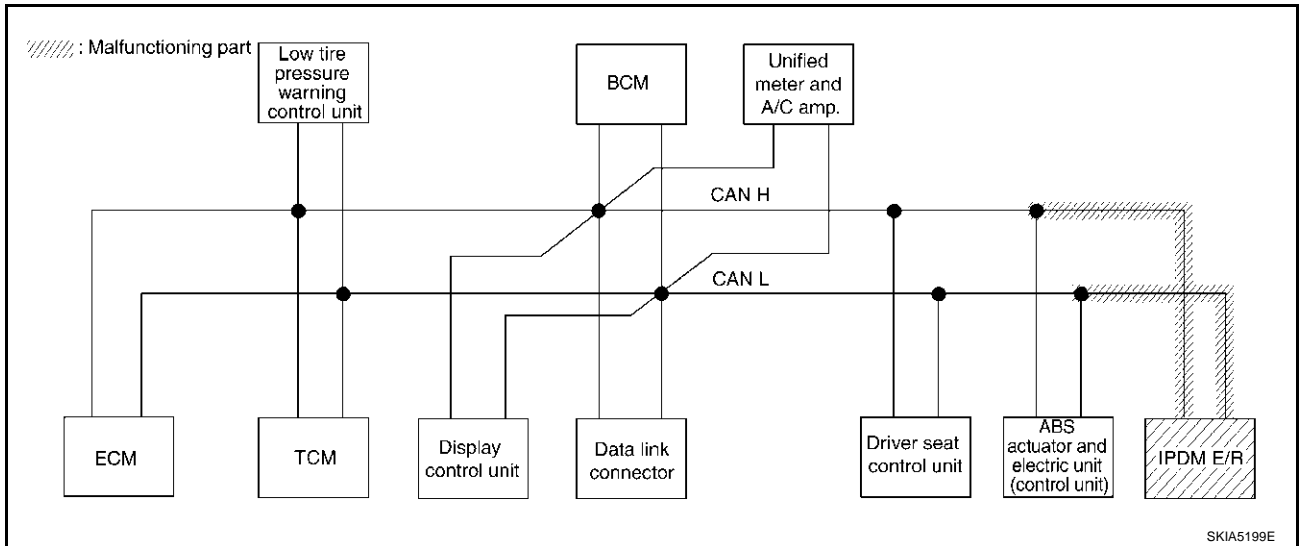 : Malfunctioning part
Low tire
pressure
warning
control unit
BCM
Unified
meter and
A/C amp.
CAN H
CAN L
ECM
TCM
Display
control unit
Data link
connector
Driver seat
control unit
ABS
actuator and
electric unit
(control unit)
IPDM E/R
SKIA5199E